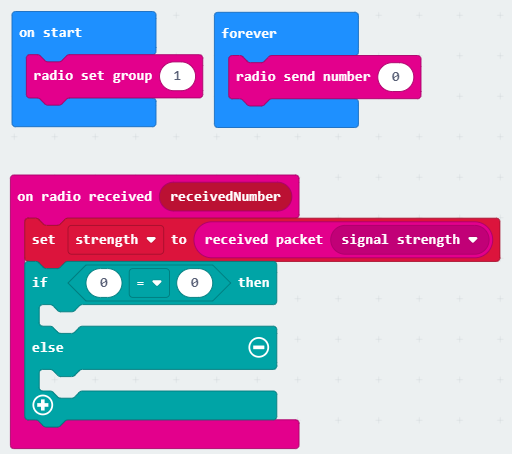 on start
radio set group 1
forever
radio send number 0
on radio received receivedNumber
set strength to received packet signal strength
if 0 = 0 then
else